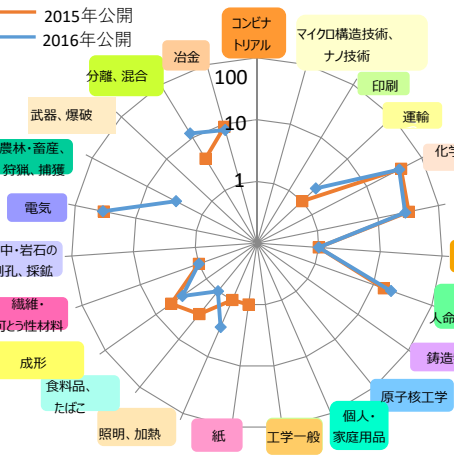 2015年公開
2016年公開
コンビナ
トリアル
マイクロ構造技術、
ナノ技術
冶金
印刷
分離、混合
運輸
100
10
1
武器、爆破
化学
農林・畜産、
狩猟、捕獲
電気
中・岩石の
削孔、採鉱
繊維・
可とう性材料
人命
鋳造
成形
原子核工学
食料品、
たばこ
個人・
家庭用品
照明、加熱
紙
工学一般